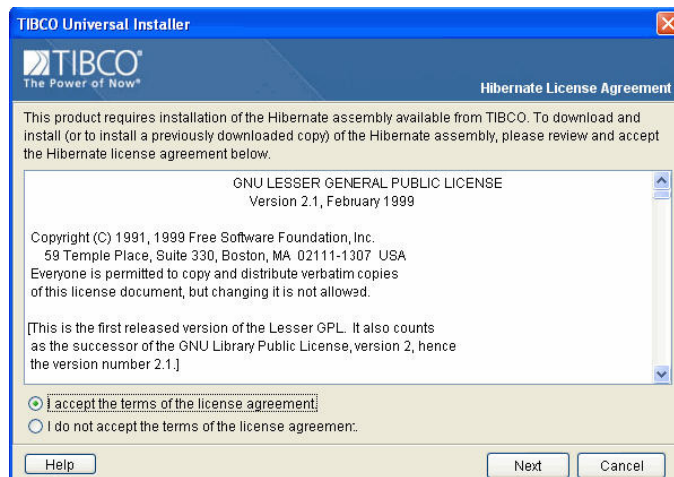 TIBCO Universal Installer
TIBCO®
The Power of Now®
Hibernate License Agreement
This product requires installation of the Hibernate assembly available from TIBCO. To download and
install (or to install a previously downloaded copy) of the Hibernate assembly, please review and accept
the Hibernate license agreement below.
GNU LESSER GENERAL PUBLIC LICENSE
Version 2.1, February 1999
Copyright (C) 1991, 1999 Free Software Foundation, Inc.
59 Temple Place, Suite 330, Boston, MA 02111-1307 USA
Everyone is permitted to copy and distribute verbatim copies
of this license document, but changing it is not allowed.
[This is the first released version of the Lesser GPL. It also counts
as the successor of the GNU Library Public License, version 2, hence
the version number 2.1.]
I accept the terms of the license agreement.
I do not accept the terms of the license agreement.
Help
Next
Cancel